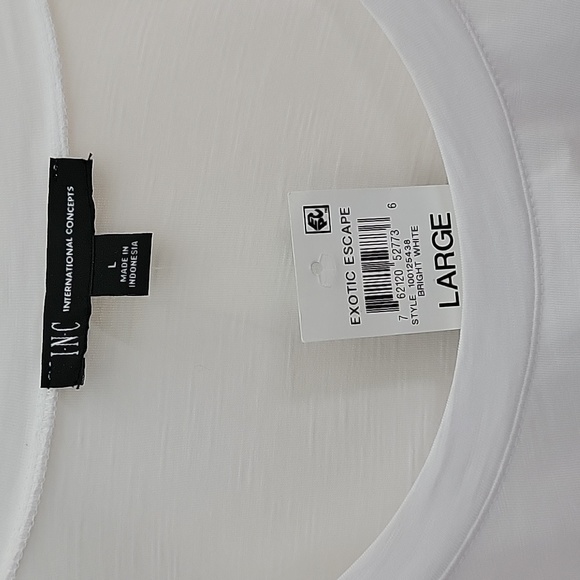 I·N·C INTERNATIONAL CONCEPTS
L
MADE IN
INDONESIA
EXOTIC ESCAPE
7 62120 52773 6
STYLE 100125438
BRIGHT WHITE
LARGE